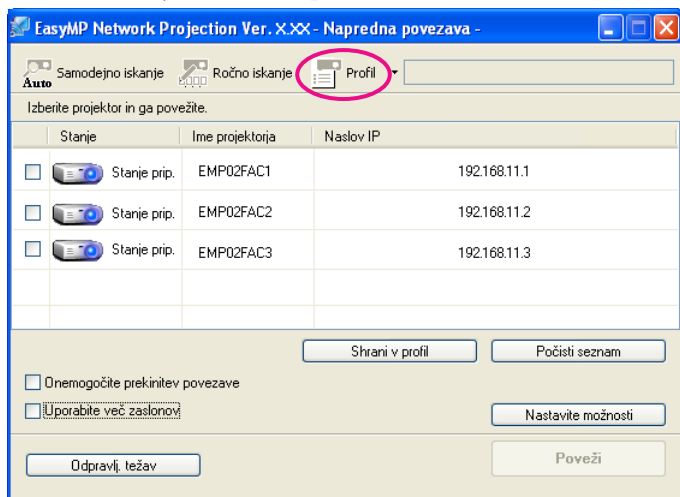 EasyMP Network Projection Ver. X.XX - Napredna povezava -
Auto Samodejno iskanje Ročno iskanje Profil
Izberite projektor in ga povežite.
Stanje Ime projektorja Naslov IP
Stanje prip. EMP02FAC1 192.168.11.1
Stanje prip. EMP02FAC2 192.168.11.2
Stanje prip. EMP02FAC3 192.168.11.3
Shrani v profil Počisti seznam
Onemogočite prekinitev povezave
Uporabite več zaslonov Nastavite možnosti
Odpravlj. težav Poveži